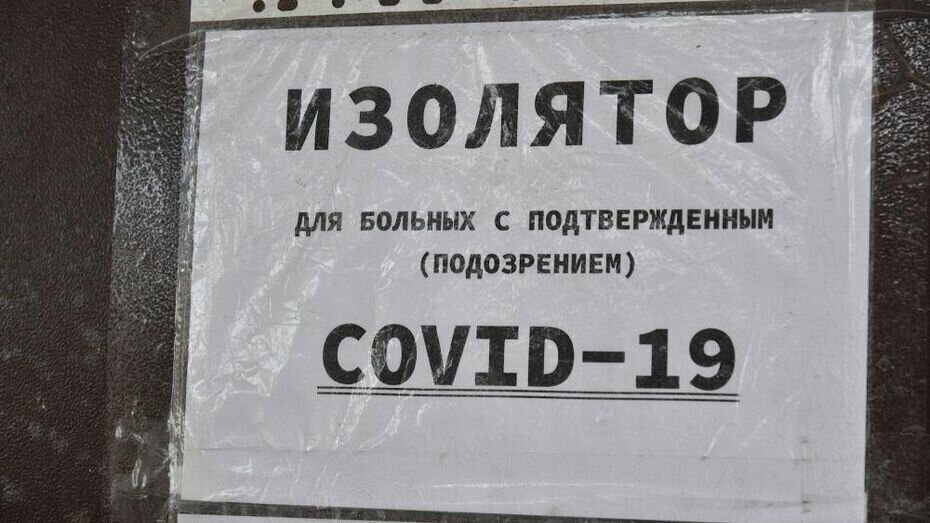 ИЗОЛЯТОР
ДЛЯ БОЛЬНЫХ С ПОДТВЕРЖДЕННЫМ
(ПОДОЗРЕНИЕМ)
COVID-19